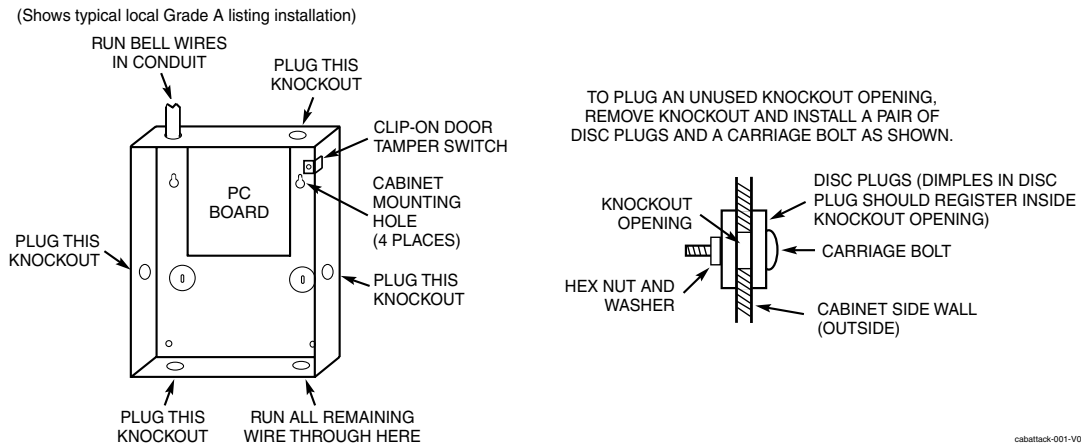 (Shows typical local Grade A listing installation)
RUN BELL WIRES
IN CONDUIT
PLUG THIS
KNOCKOUT
CLIP-ON DOOR
TAMPER SWITCH
PC
BOARD
CABINET
MOUNTING
HOLE
(4 PLACES)
PLUG THIS
KNOCKOUT
PLUG THIS
KNOCKOUT
PLUG THIS
KNOCKOUT
RUN ALL REMAINING
WIRE THROUGH HERE
TO PLUG AN UNUSED KNOCKOUT OPENING,
REMOVE KNOCKOUT AND INSTALL A PAIR OF
DISC PLUGS AND A CARRIAGE BOLT AS SHOWN.
KNOCKOUT
OPENING
DISC PLUGS (DIMPLES IN DISC
PLUG SHOULD REGISTER INSIDE
KNOCKOUT OPENING)
CARRIAGE BOLT
HEX NUT AND
WASHER
CABINET SIDE WALL
(OUTSIDE)
cabattack-001-V0